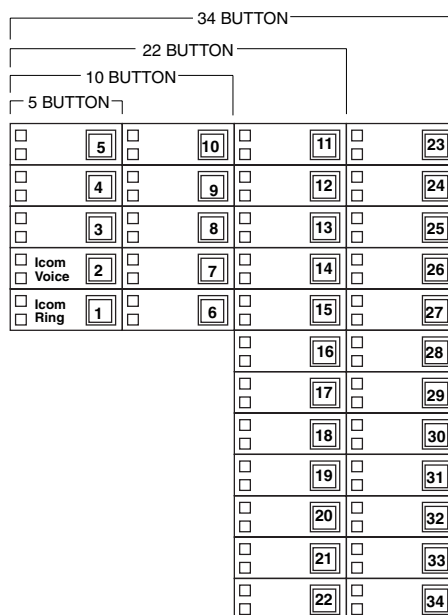 34 BUTTON
22 BUTTON
10 BUTTON
5 BUTTON
5 10 11 23
4 9 12 24
3 8 13 25
Icom Voice 2 7 14 26
Icom Ring 1 6 15 27
16 28
17 29
18 30
19 31
20 32
21 33
22 34